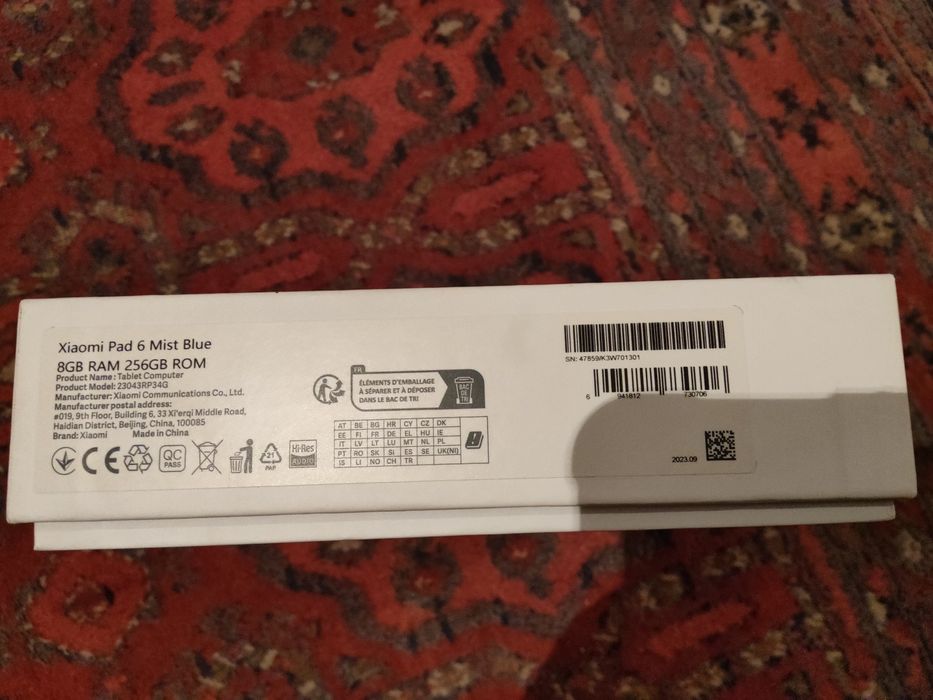 Xiaomi Pad 6 Mist Blue
8GB RAM 256GB ROM
Product Name: Tablet Computer
Product Model: 23043RP34G
Manufacturer: Xiaomi Communications Co., Ltd.
Manufacturer postal address:
#019, 9th Floor, Building 6, 33 Xi'erqi Middle Road,
Haidian District, Beijing, China, 100085
Brand: Xiaomi Made in China
CE
QC
PASS
21
PAP
Hi-Res
AUDIO
FR
ÉLÉMENTS D'EMBALLAGE
À SÉPARER ET À DÉPOSER
DANS LE BAC DE TRI
BAC
DE
TRI
AT BE BG HR CY CZ DK
EE FI FR DE EL HU IE
IT LV LT LU MT NL PL
PT RO SK SI ES SE UK(NI)
IS LI NO CH TR
SN: 47859/K3W701301
6 941812 730706
2023.09